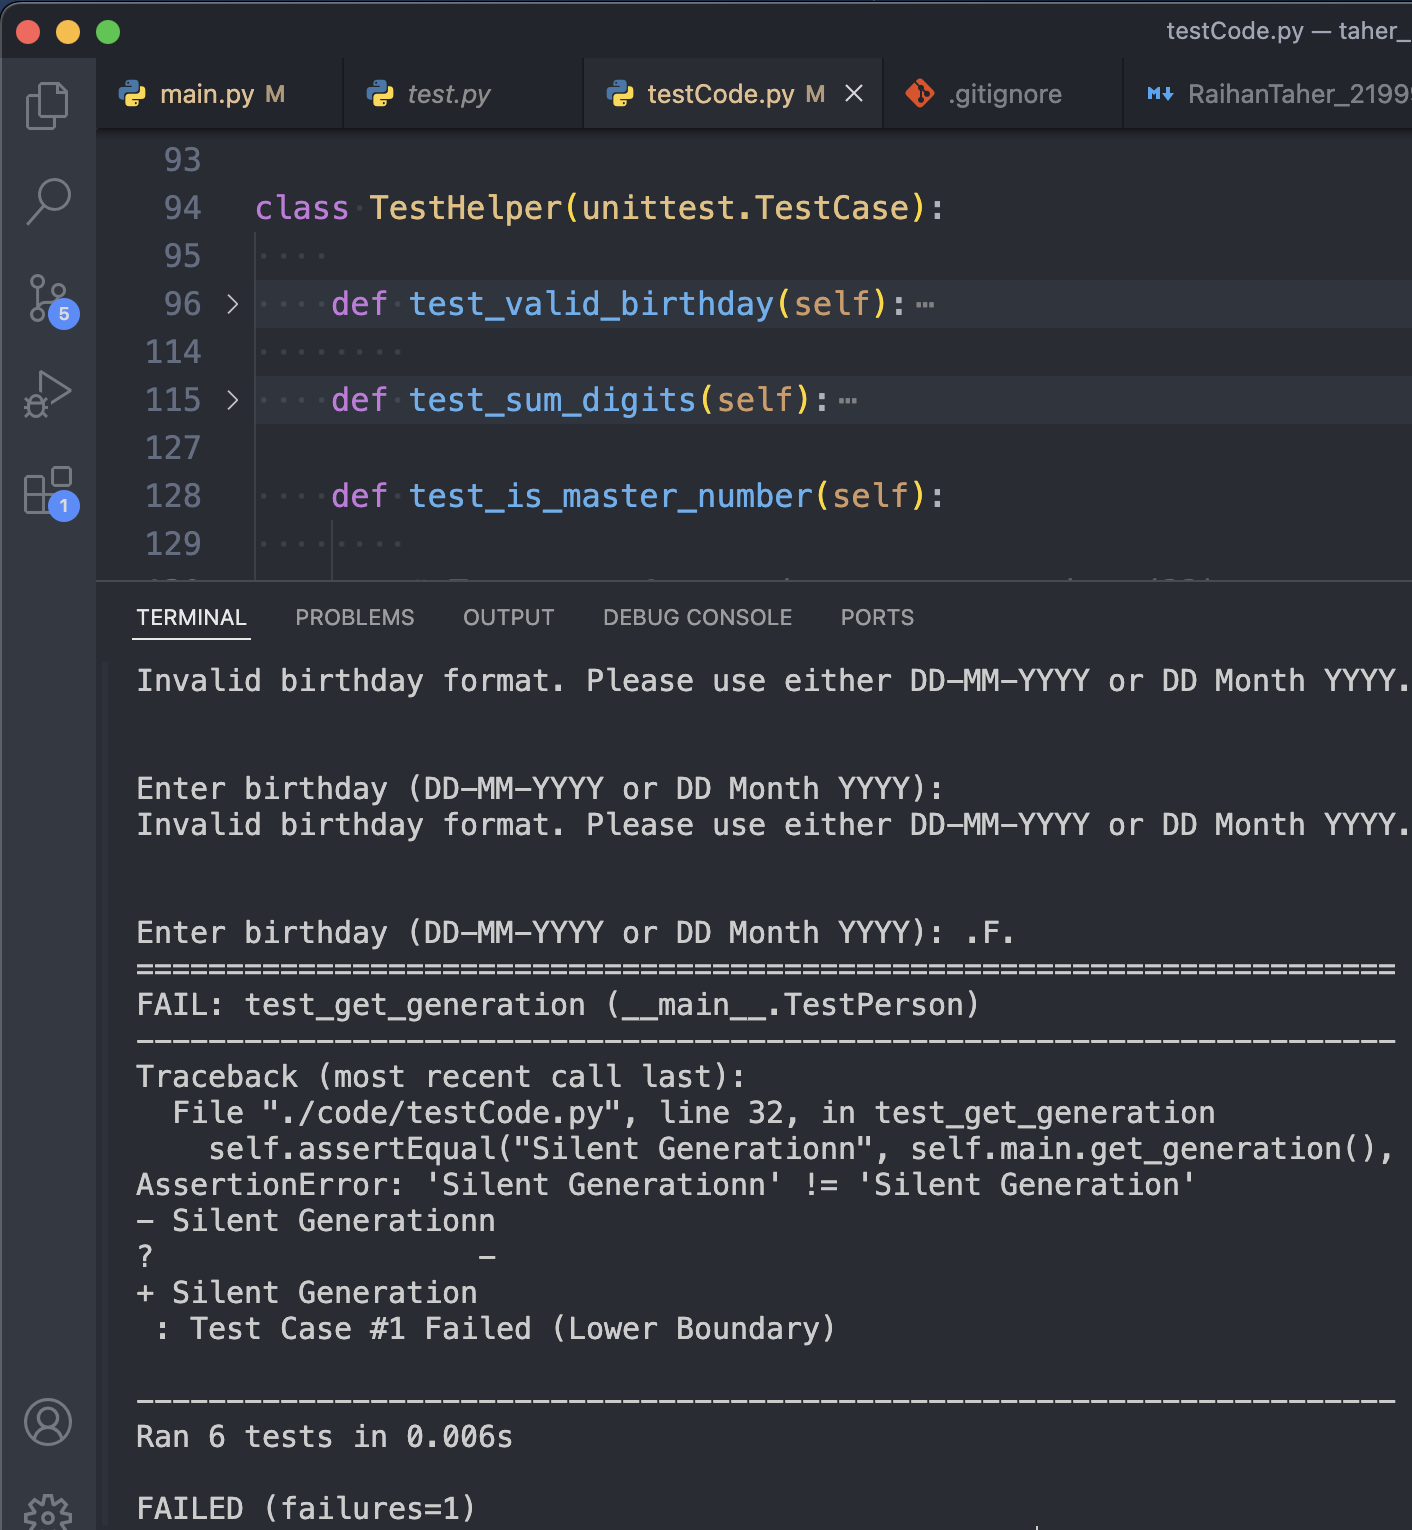 testCode.py — taher_
main.py M
test.py
testCode.py M
.gitignore
RaihanTaher_2199
93
94 class TestHelper(unittest.TestCase):
95
96 def test_valid_birthday(self):
114
115 def test_sum_digits(self):
127
128 def test_is_master_number(self):
129
5
1
TERMINAL PROBLEMS OUTPUT DEBUG CONSOLE PORTS
Invalid birthday format. Please use either DD-MM-YYYY or DD Month YYYY.
Enter birthday (DD-MM-YYYY or DD Month YYYY):
Invalid birthday format. Please use either DD-MM-YYYY or DD Month YYYY.
Enter birthday (DD-MM-YYYY or DD Month YYYY): .F.
======================================================================
FAIL: test_get_generation (__main__.TestPerson)
----------------------------------------------------------------------
Traceback (most recent call last):
  File "./code/testCode.py", line 32, in test_get_generation
    self.assertEqual("Silent Generationn", self.main.get_generation(),
AssertionError: 'Silent Generationn' != 'Silent Generation'
- Silent Generationn
?                  -
+ Silent Generation
 : Test Case #1 Failed (Lower Boundary)
----------------------------------------------------------------------
Ran 6 tests in 0.006s
FAILED (failures=1)